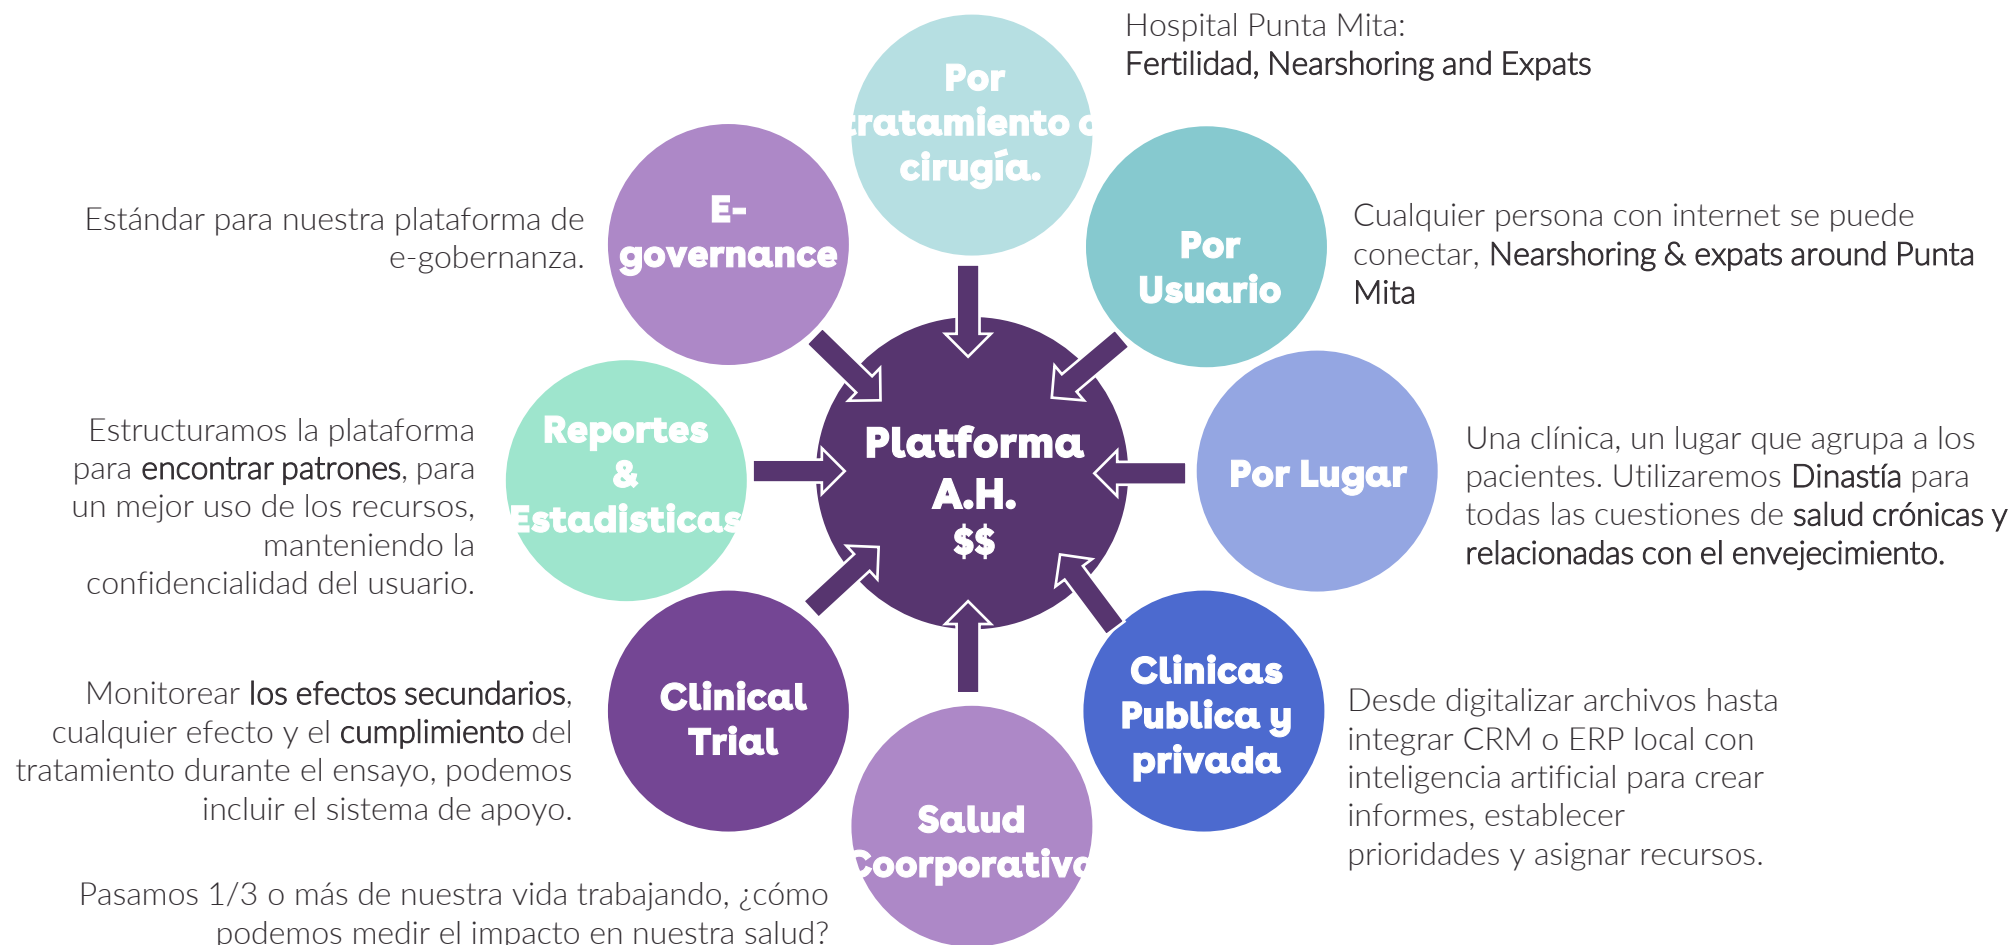 Hospital Punta Mita:
Fertilidad, Nearshoring and Expats
Por
tratamiento o
cirugía.
E-
governance
Estándar para nuestra plataforma de
e-gobernanza.
Por
Usuario
Cualquier persona con internet se puede
conectar, Nearshoring & expats around Punta
Mita
Reportes
&
Estadisticas
Estructuramos la plataforma
para encontrar patrones, para
un mejor uso de los recursos,
manteniendo la
confidencialidad del usuario.
Platforma
A.H.
$$
Por Lugar
Una clínica, un lugar que agrupa a los
pacientes. Utilizaremos Dinastía para
todas las cuestiones de salud crónicas y
relacionadas con el envejecimiento.
Clinical
Trial
Monitorear los efectos secundarios,
cualquier efecto y el cumplimiento del
tratamiento durante el ensayo, podemos
incluir el sistema de apoyo.
Clinicas
Publica y
privada
Desde digitalizar archivos hasta
integrar CRM o ERP local con
inteligencia artificial para crear
informes, establecer
prioridades y asignar recursos.
Salud
Coorporativa
Pasamos 1/3 o más de nuestra vida trabajando, ¿cómo
podemos medir el impacto en nuestra salud?